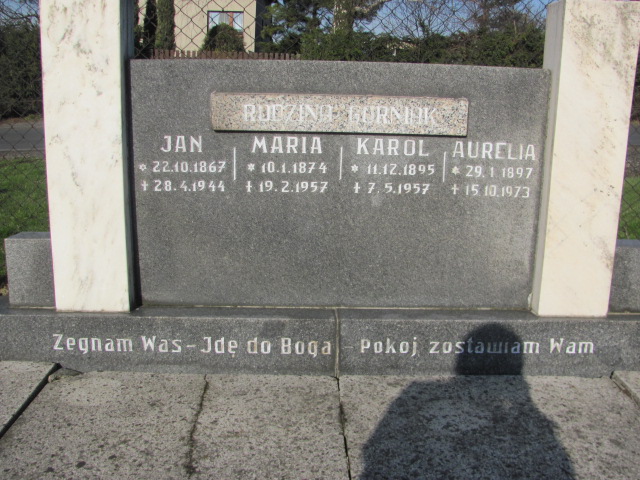 RODZINA GÓRNIOK
JAN MARIA KAROL AURELIA
* 22.10.1867 * 10.1.1874 * 11.12.1895 * 29.1.1897
† 28.4.1944 † 19.2.1957 † 7.5.1957 † 15.10.1973
Żegnam Was - Idę do Boga - Pokój zostawiam Wam